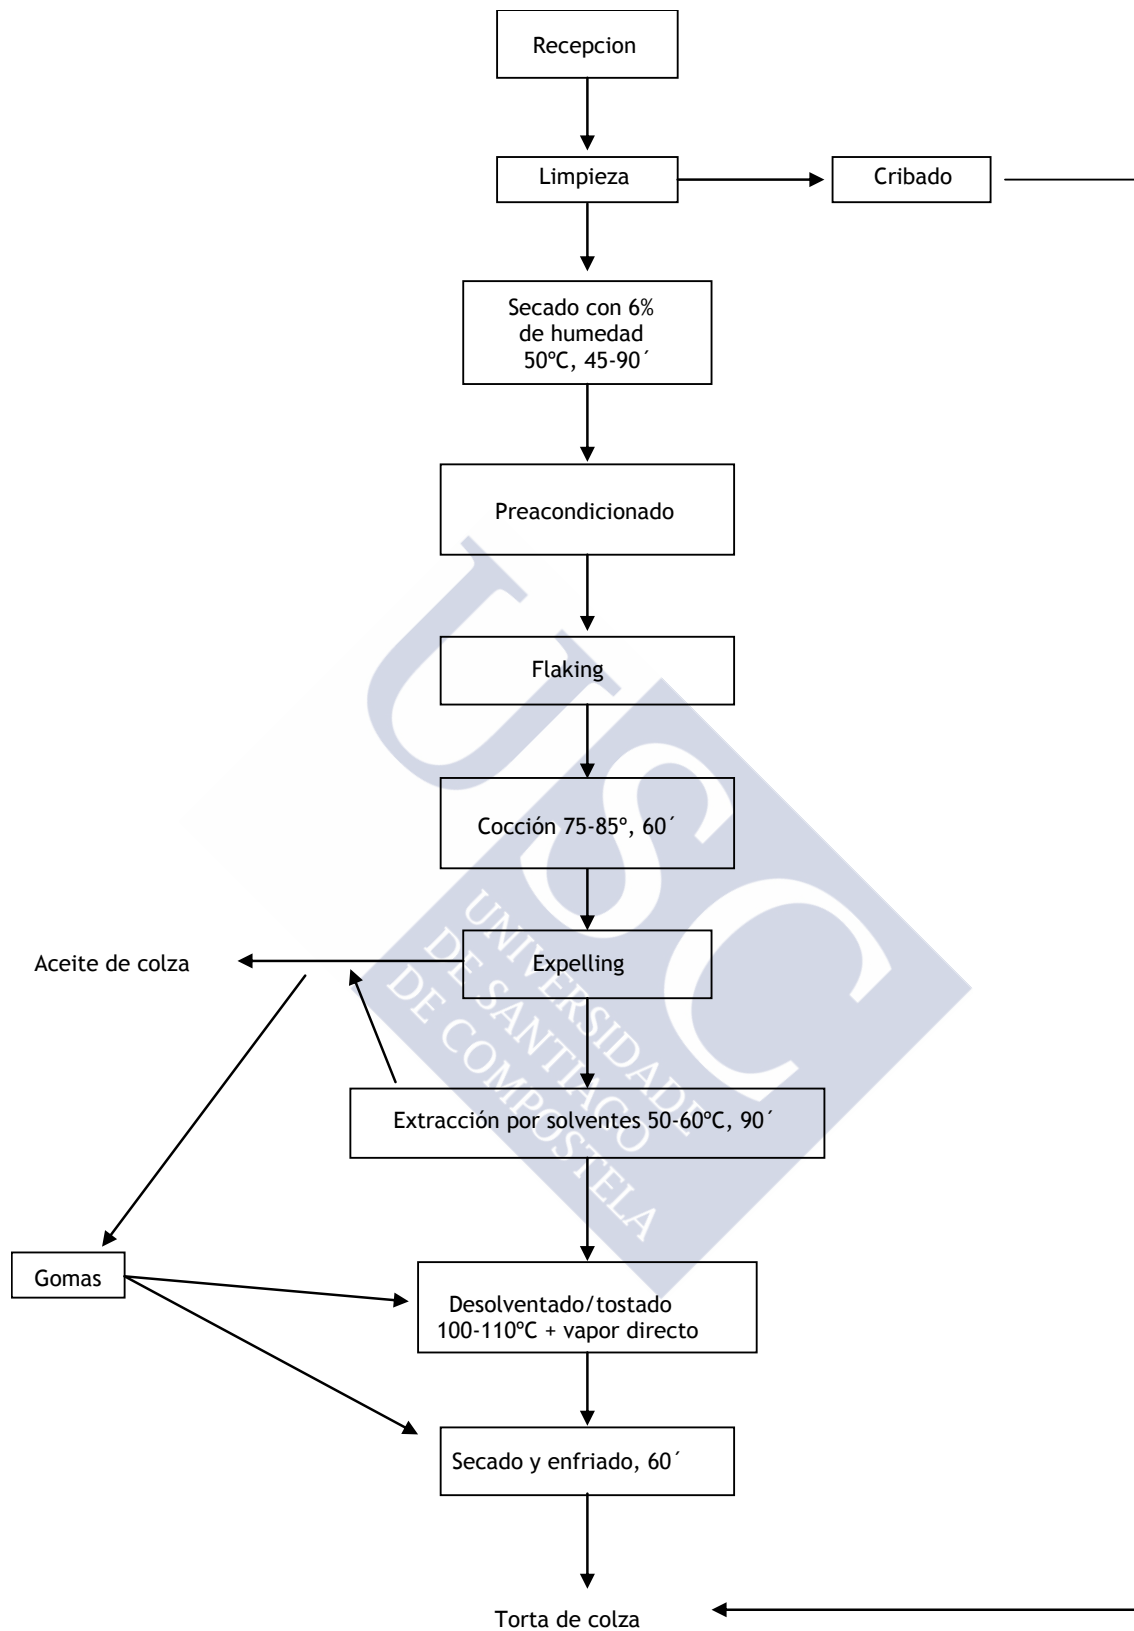 Recepcion
Limpieza
Cribado
Secado con 6%
de humedad
50ºC, 45-90´
Preacondicionado
Flaking
Cocción 75-85º, 60´
Aceite de colza
Expelling
Extracción por solventes 50-60ºC, 90´
Gomas
Desolventado/tostado
100-110ºC + vapor directo
Secado y enfriado, 60´
Torta de colza
USC
UNIVERSIDADE
DE SANTIAGO
DE COMPOSTELA